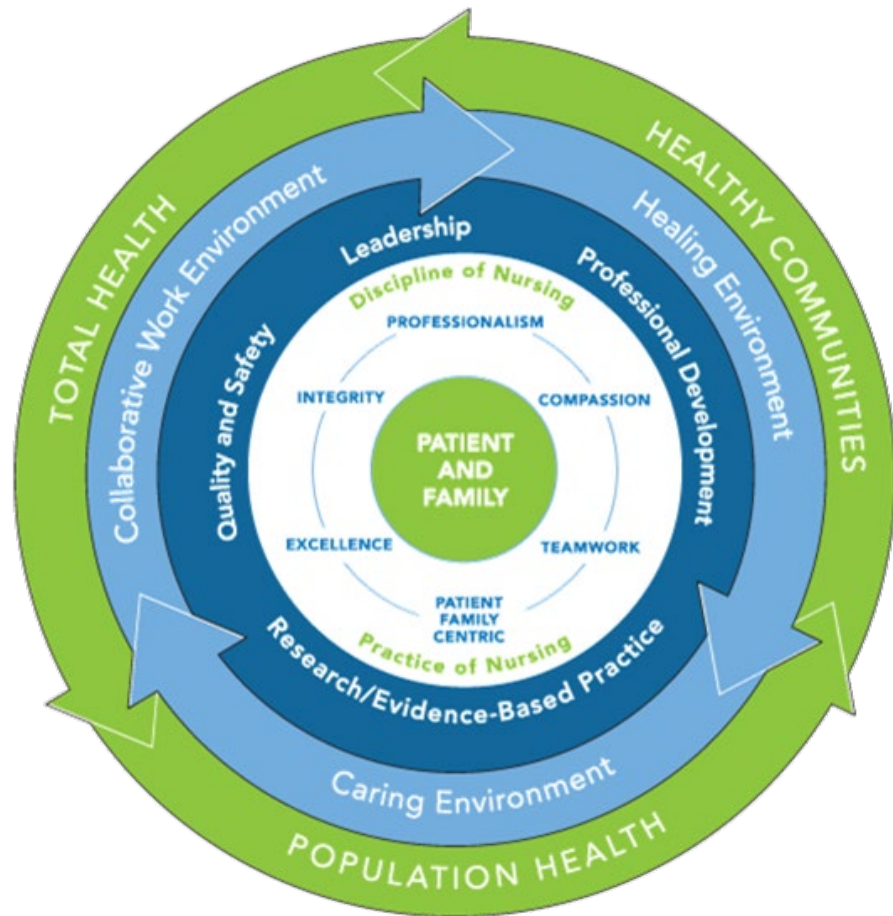 TOTAL HEALTH
HEALTHY COMMUNITIES
POPULATION HEALTH
Collaborative Work Environment
Healing Environment
Caring Environment
Leadership
Professional Development
Quality and Safety
Research/Evidence-Based Practice
Discipline of Nursing
PROFESSIONALISM
INTEGRITY
COMPASSION
PATIENT
AND
FAMILY
EXCELLENCE
TEAMWORK
PATIENT
FAMILY
CENTRIC
Practice of Nursing